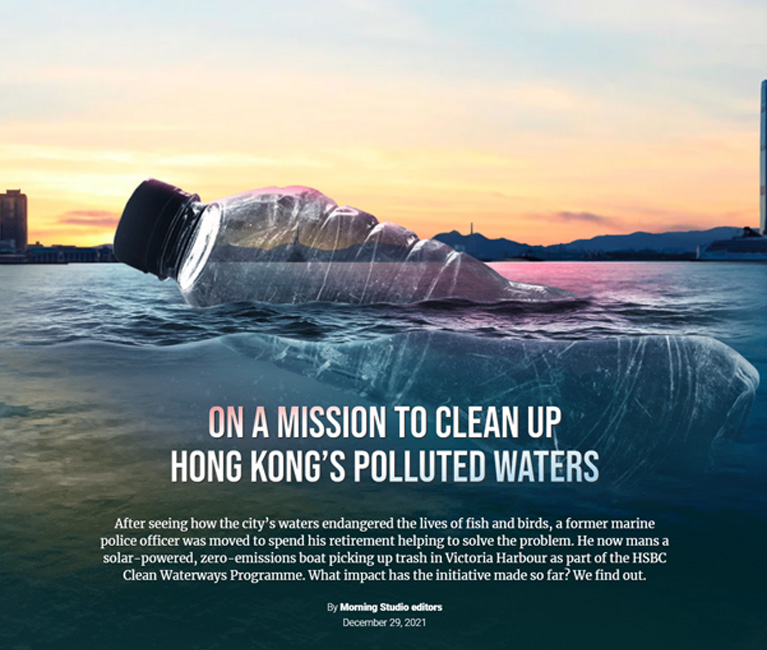 ON A MISSION TO CLEAN UP
HONG KONG'S POLLUTED WATERS
After seeing how the city's waters endangered the lives of fish and birds, a former marine
police officer was moved to spend his retirement helping to solve the problem. He now mans a
solar-powered, zero-emissions boat picking up trash in Victoria Harbour as part of the HSBC
Clean Waterways Programme. What impact has the initiative made so far? We find out.
By Morning Studio editors
December 29, 2021